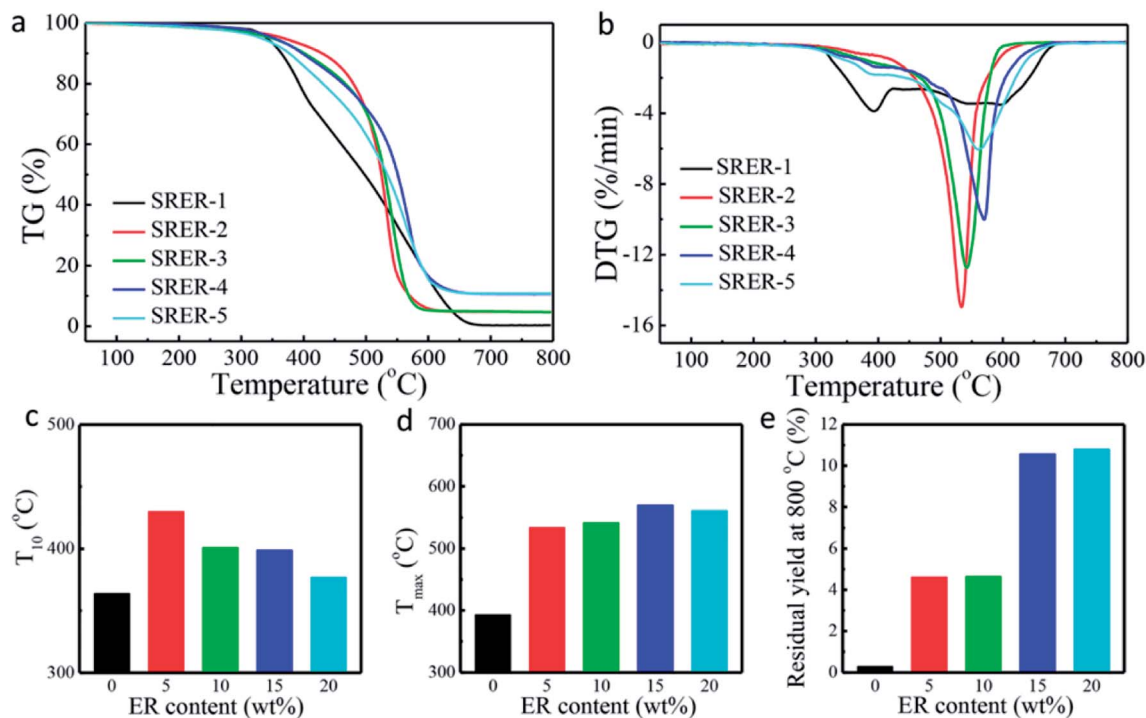 a
100
80
60
40
20
0
TG (%)
SRER-1
SRER-2
SRER-3
SRER-4
SRER-5
100 200 300 400 500 600 700 800
Temperature (°C)
b
0
-4
-8
-12
-16
DTG (%/min)
SRER-1
SRER-2
SRER-3
SRER-4
SRER-5
100 200 300 400 500 600 700 800
Temperature (°C)
c
500
400
300
T10 (°C)
0 5 10 15 20
ER content (wt%)
d
700
600
500
400
300
Tmax (°C)
0 5 10 15 20
ER content (wt%)
e
12
10
8
6
4
2
0
Residual yield at 800 °C (%)
0 5 10 15 20
ER content (wt%)